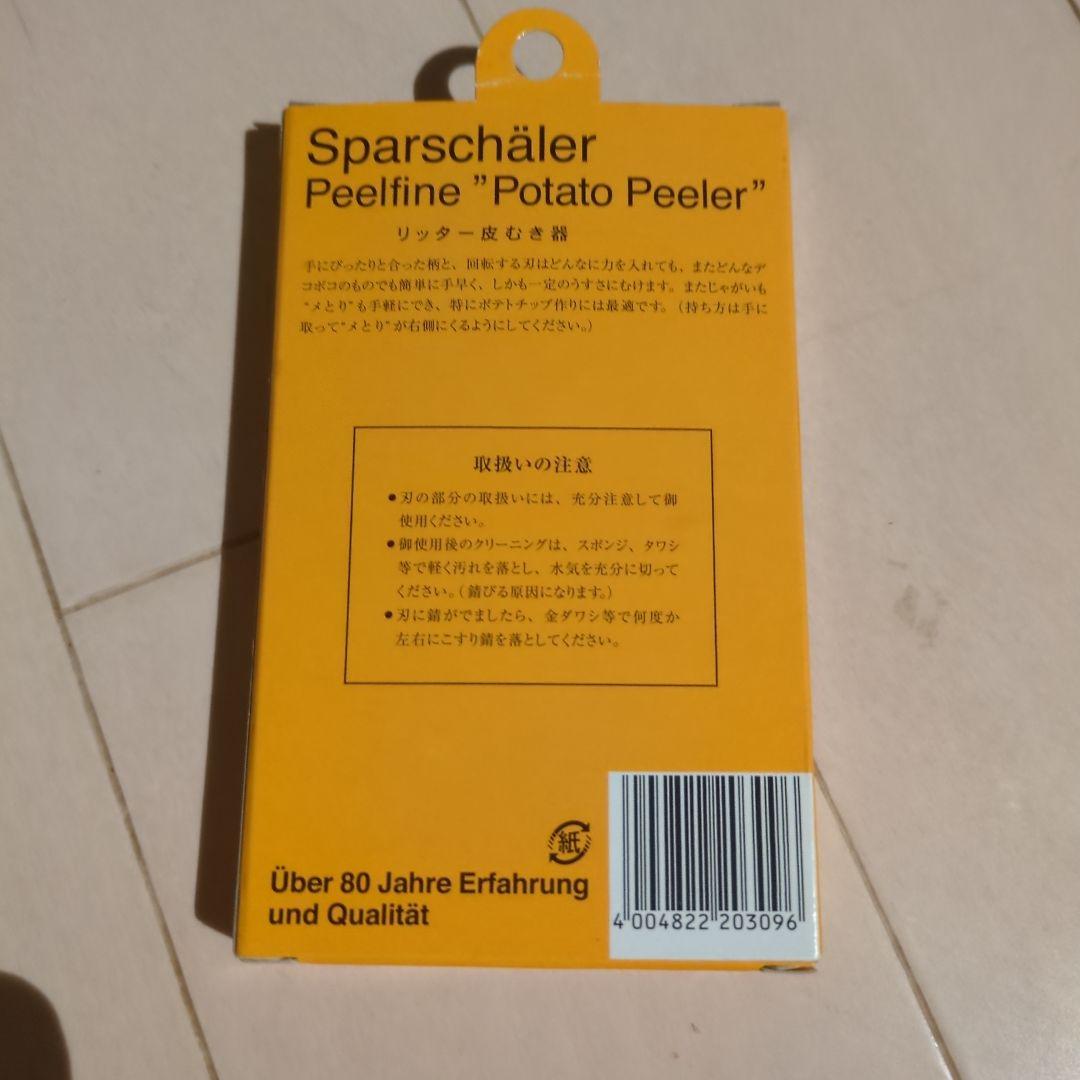 Sparschäler
Peelfine ”Potato Peeler”
リッター皮むき器
手にぴったりと合った柄と、回転する刃はどんなに力を入れても、またどんなデ
コボコのものでも簡単に手早く、しかも一定のうすさにむけます。またじゃがいも
“メとり”も手軽にでき、特にポテトチップ作りには最適です。（持ち方は手に
取って“メとり”が右側にくるようにしてください。）
取扱いの注意
●刃の部分の取扱いには、充分注意して御
使用ください。
●御使用後のクリーニングは、スポンジ、タワシ
等で軽く汚れを落とし、水気を充分に切って
ください。（錆びる原因になります。）
●刃に錆がでましたら、金ダワシ等で何度か
左右にこすり錆を落としてください。
紙
Über 80 Jahre Erfahrung
und Qualität
4 004822 203096